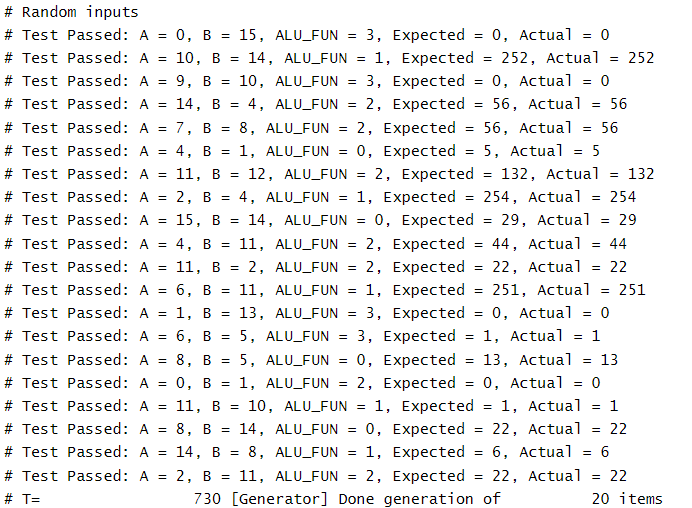 # Random inputs
# Test Passed: A = 0, B = 15, ALU_FUN = 3, Expected = 0, Actual = 0
# Test Passed: A = 10, B = 14, ALU_FUN = 1, Expected = 252, Actual = 252
# Test Passed: A = 9, B = 10, ALU_FUN = 3, Expected = 0, Actual = 0
# Test Passed: A = 14, B = 4, ALU_FUN = 2, Expected = 56, Actual = 56
# Test Passed: A = 7, B = 8, ALU_FUN = 2, Expected = 56, Actual = 56
# Test Passed: A = 4, B = 1, ALU_FUN = 0, Expected = 5, Actual = 5
# Test Passed: A = 11, B = 12, ALU_FUN = 2, Expected = 132, Actual = 132
# Test Passed: A = 2, B = 4, ALU_FUN = 1, Expected = 254, Actual = 254
# Test Passed: A = 15, B = 14, ALU_FUN = 0, Expected = 29, Actual = 29
# Test Passed: A = 4, B = 11, ALU_FUN = 2, Expected = 44, Actual = 44
# Test Passed: A = 11, B = 2, ALU_FUN = 2, Expected = 22, Actual = 22
# Test Passed: A = 6, B = 11, ALU_FUN = 1, Expected = 251, Actual = 251
# Test Passed: A = 1, B = 13, ALU_FUN = 3, Expected = 0, Actual = 0
# Test Passed: A = 6, B = 5, ALU_FUN = 3, Expected = 1, Actual = 1
# Test Passed: A = 8, B = 5, ALU_FUN = 0, Expected = 13, Actual = 13
# Test Passed: A = 0, B = 1, ALU_FUN = 2, Expected = 0, Actual = 0
# Test Passed: A = 11, B = 10, ALU_FUN = 1, Expected = 1, Actual = 1
# Test Passed: A = 8, B = 14, ALU_FUN = 0, Expected = 22, Actual = 22
# Test Passed: A = 14, B = 8, ALU_FUN = 1, Expected = 6, Actual = 6
# Test Passed: A = 2, B = 11, ALU_FUN = 2, Expected = 22, Actual = 22
# T=                 730 [Generator] Done generation of          20 items